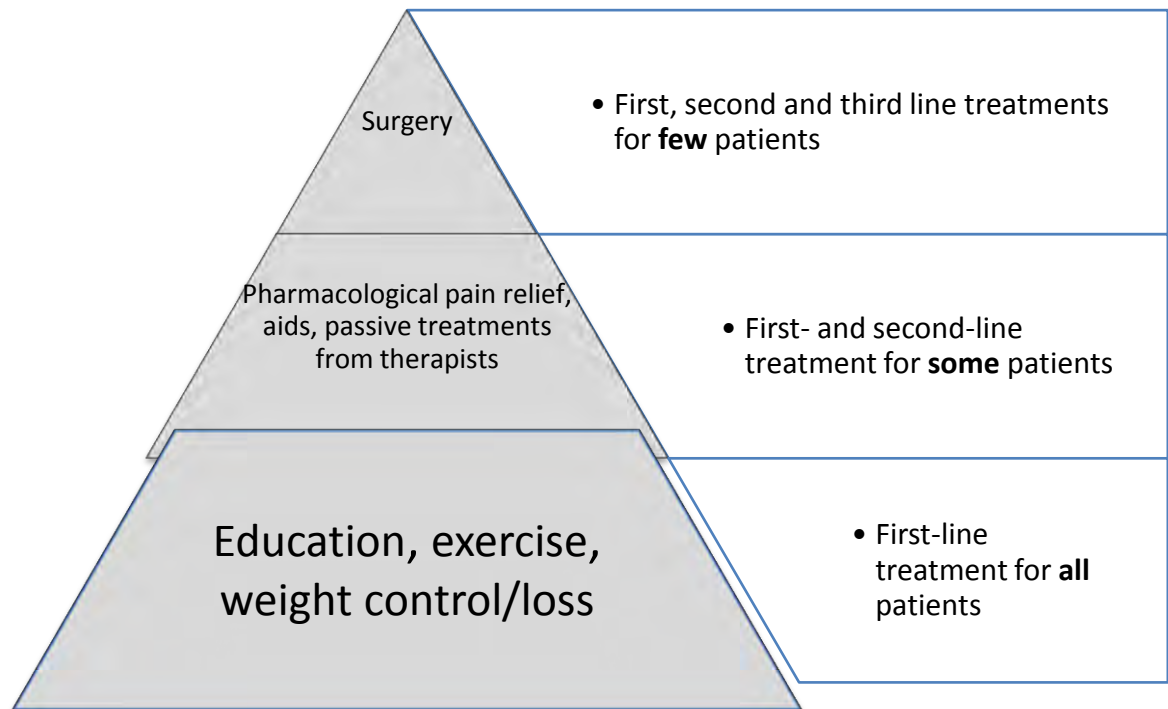 Surgery
• First, second and third line treatments
for few patients
Pharmacological pain relief,
aids, passive treatments
from therapists
• First- and second-line
treatment for some patients
Education, exercise,
weight control/loss
• First-line
treatment for all
patients